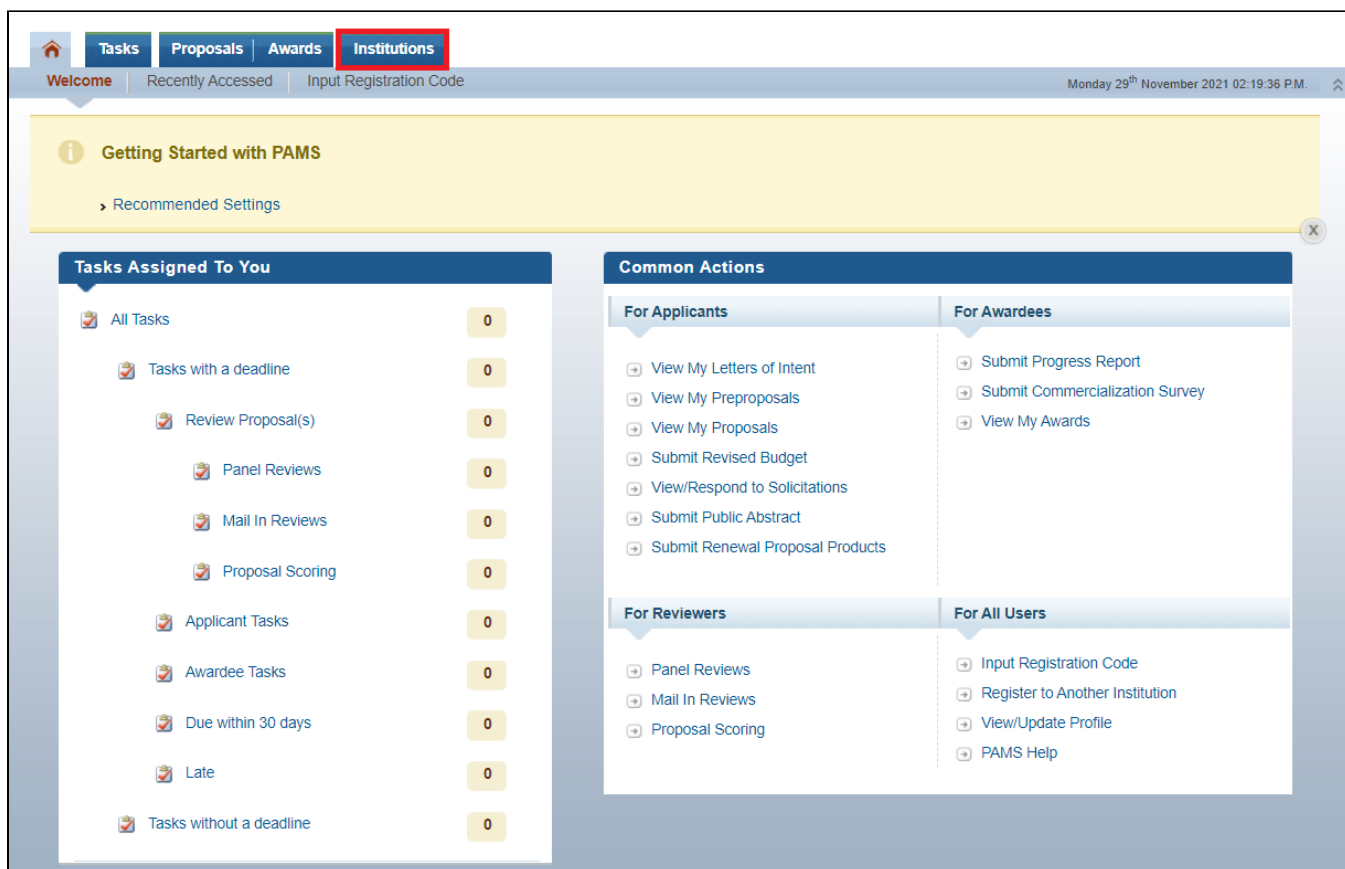 Tasks Proposals Awards Institutions
Welcome Recently Accessed Input Registration Code Monday 29th November 2021 02:19:36 P.M.
Getting Started with PAMS
Recommended Settings
X
Tasks Assigned To You
All Tasks 0
Tasks with a deadline 0
Review Proposal(s) 0
Panel Reviews 0
Mail In Reviews 0
Proposal Scoring 0
Applicant Tasks 0
Awardee Tasks 0
Due within 30 days 0
Late 0
Tasks without a deadline 0
Common Actions
For Applicants
View My Letters of Intent
View My Preproposals
View My Proposals
Submit Revised Budget
View/Respond to Solicitations
Submit Public Abstract
Submit Renewal Proposal Products
For Awardees
Submit Progress Report
Submit Commercialization Survey
View My Awards
For Reviewers
Panel Reviews
Mail In Reviews
Proposal Scoring
For All Users
Input Registration Code
Register to Another Institution
View/Update Profile
PAMS Help